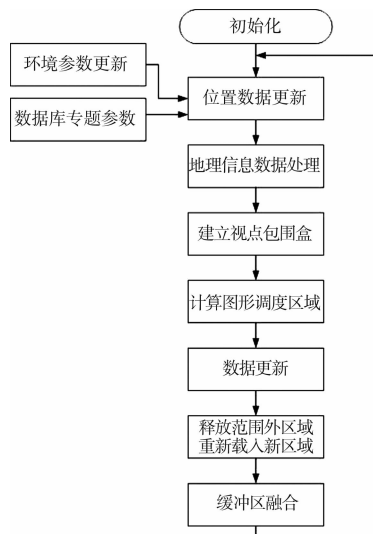 初始化
环境参数更新
位置数据更新
数据库专题参数
地理信息数据处理
建立视点包围盒
计算图形调度区域
数据更新
释放范围外区域
重新载入新区域
缓冲区融合